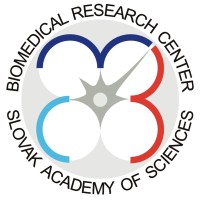 BIOMEDICAL RESEARCH CENTER
SLOVAK ACADEMY OF SCIENCES